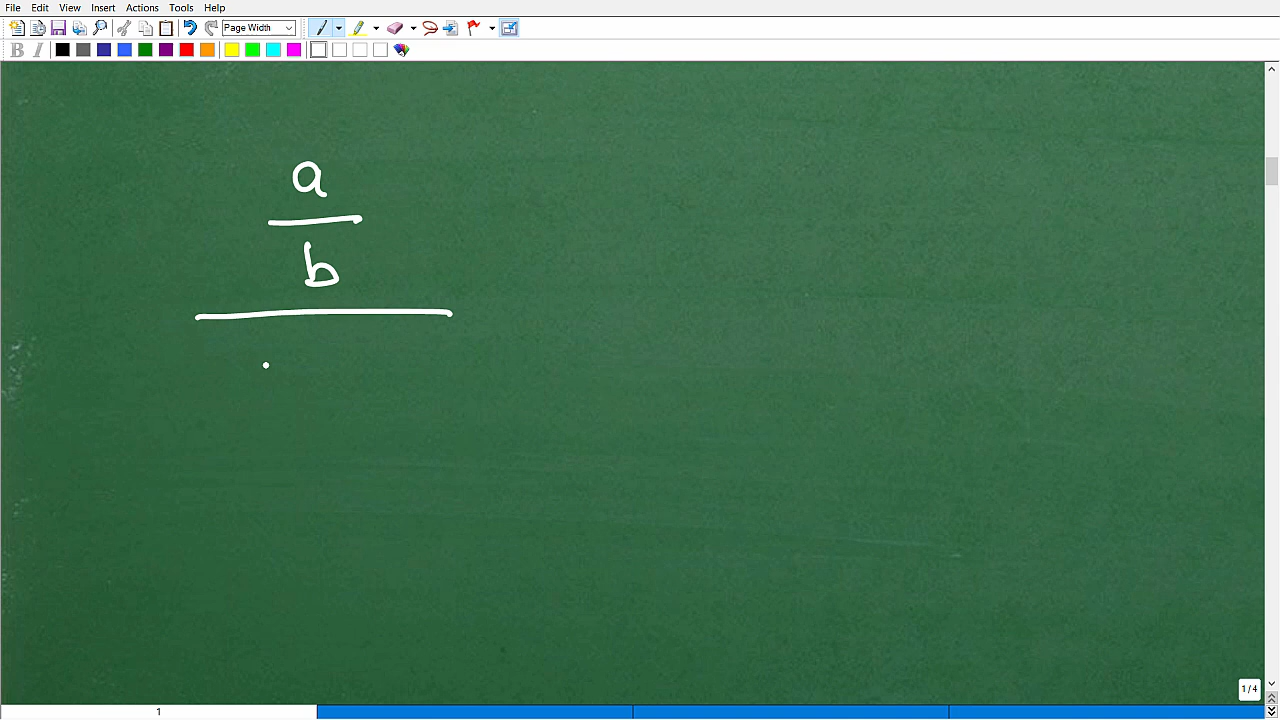 File Edit View Insert Actions Tools Help
Page Width
B I
a
b
1 / 4
1